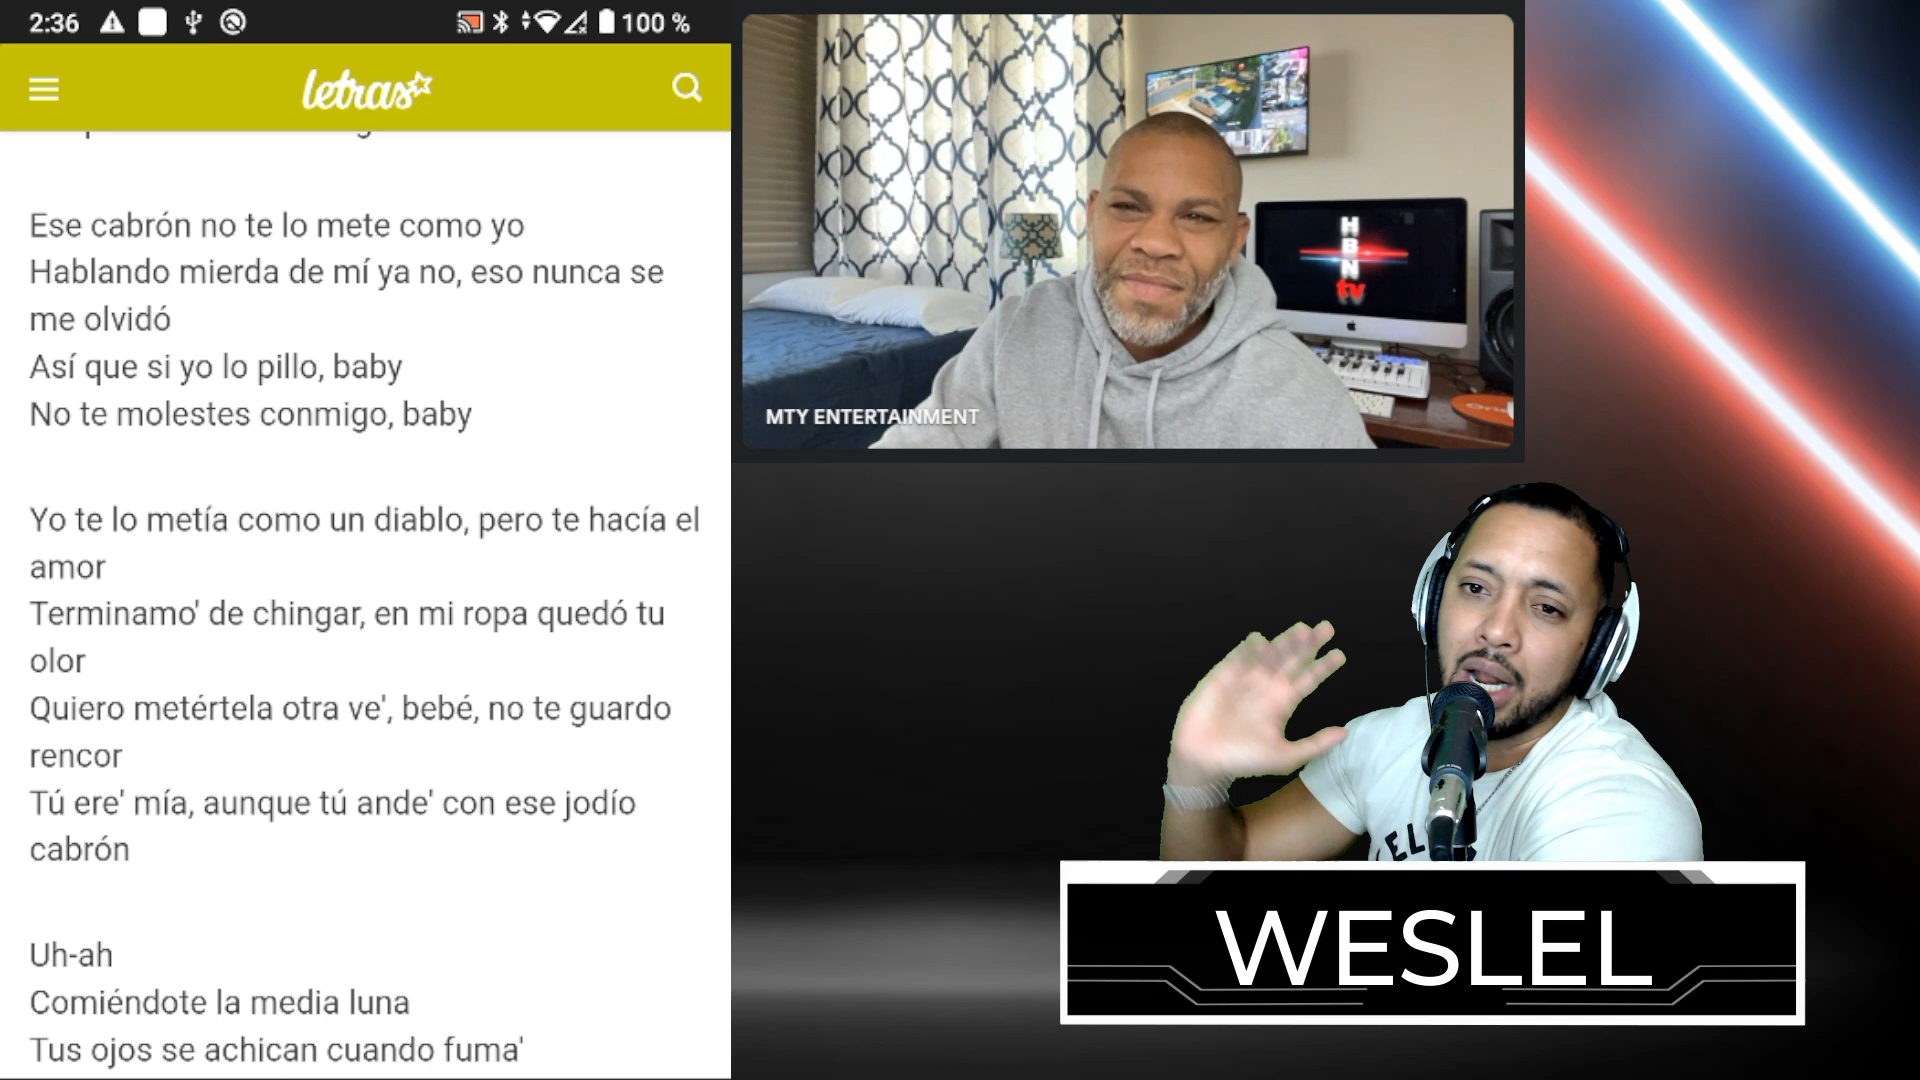 2:36
100 %
letras
Ese cabrón no te lo mete como yo
Hablando mierda de mí ya no, eso nunca se
me olvidó
Así que si yo lo pillo, baby
No te molestes conmigo, baby
Yo te lo metía como un diablo, pero te hacía el
amor
Terminamo' de chingar, en mi ropa quedó tu
olor
Quiero metértela otra ve', bebé, no te guardo
rencor
Tú ere' mía, aunque tú ande' con ese jodío
cabrón
Uh-ah
Comiéndote la media luna
Tus ojos se achican cuando fuma'
H
B
N
tv
MTY ENTERTAINMENT
EL
WESLEL